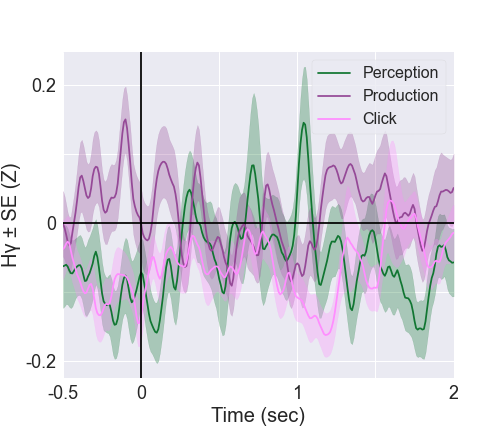 Perception
Production
Click
0.2
0
-0.2
Hγ ± SE (Z)
-0.5
0
1
2
Time (sec)